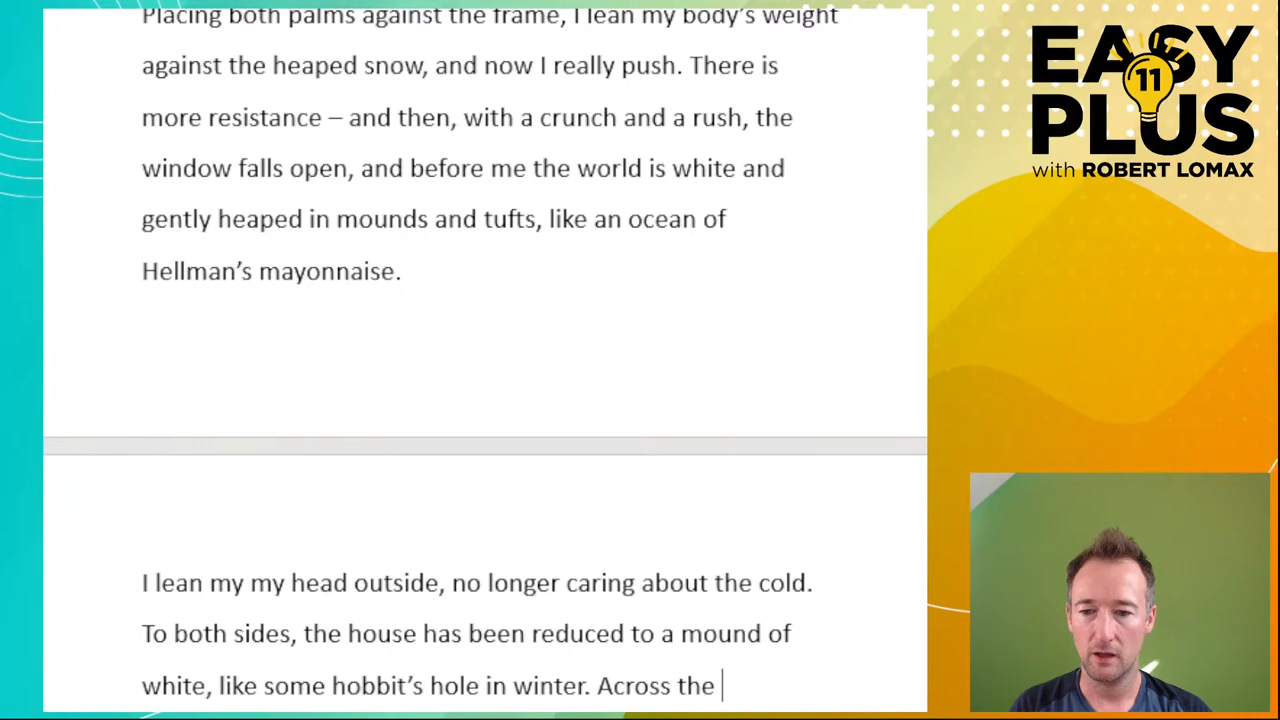 Placing both palms against the frame, I lean my body’s weight
against the heaped snow, and now I really push. There is
more resistance – and then, with a crunch and a rush, the
window falls open, and before me the world is white and
gently heaped in mounds and tufts, like an ocean of
Hellman’s mayonnaise.
I lean my my head outside, no longer caring about the cold.
To both sides, the house has been reduced to a mound of
white, like some hobbit’s hole in winter. Across the
EASY
11
PLUS
with ROBERT LOMAX